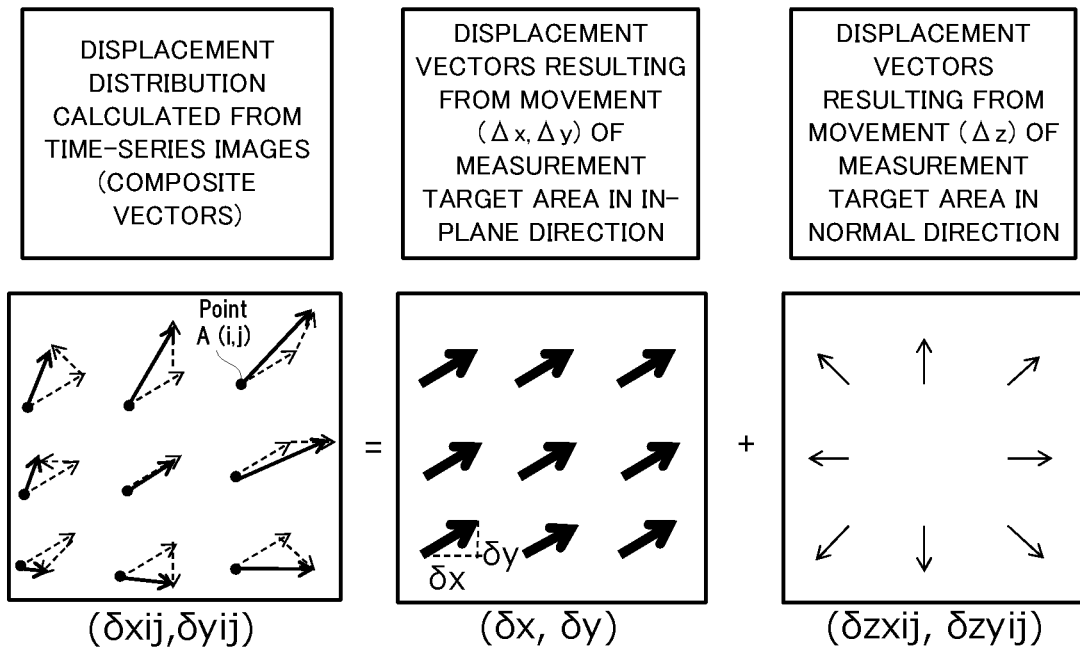 DISPLACEMENT
DISTRIBUTION
CALCULATED FROM
TIME-SERIES IMAGES
(COMPOSITE
VECTORS)
DISPLACEMENT
VECTORS RESULTING
FROM MOVEMENT
(Δx, Δy) OF
MEASUREMENT
TARGET AREA IN IN-
PLANE DIRECTION
DISPLACEMENT
VECTORS
RESULTING FROM
MOVEMENT (Δz) OF
MEASUREMENT
TARGET AREA IN
NORMAL DIRECTION
Point
A (i,j)
=
+
δy
δx
(δxij,δyij)
(δx, δy)
(δzxij, δzyij)